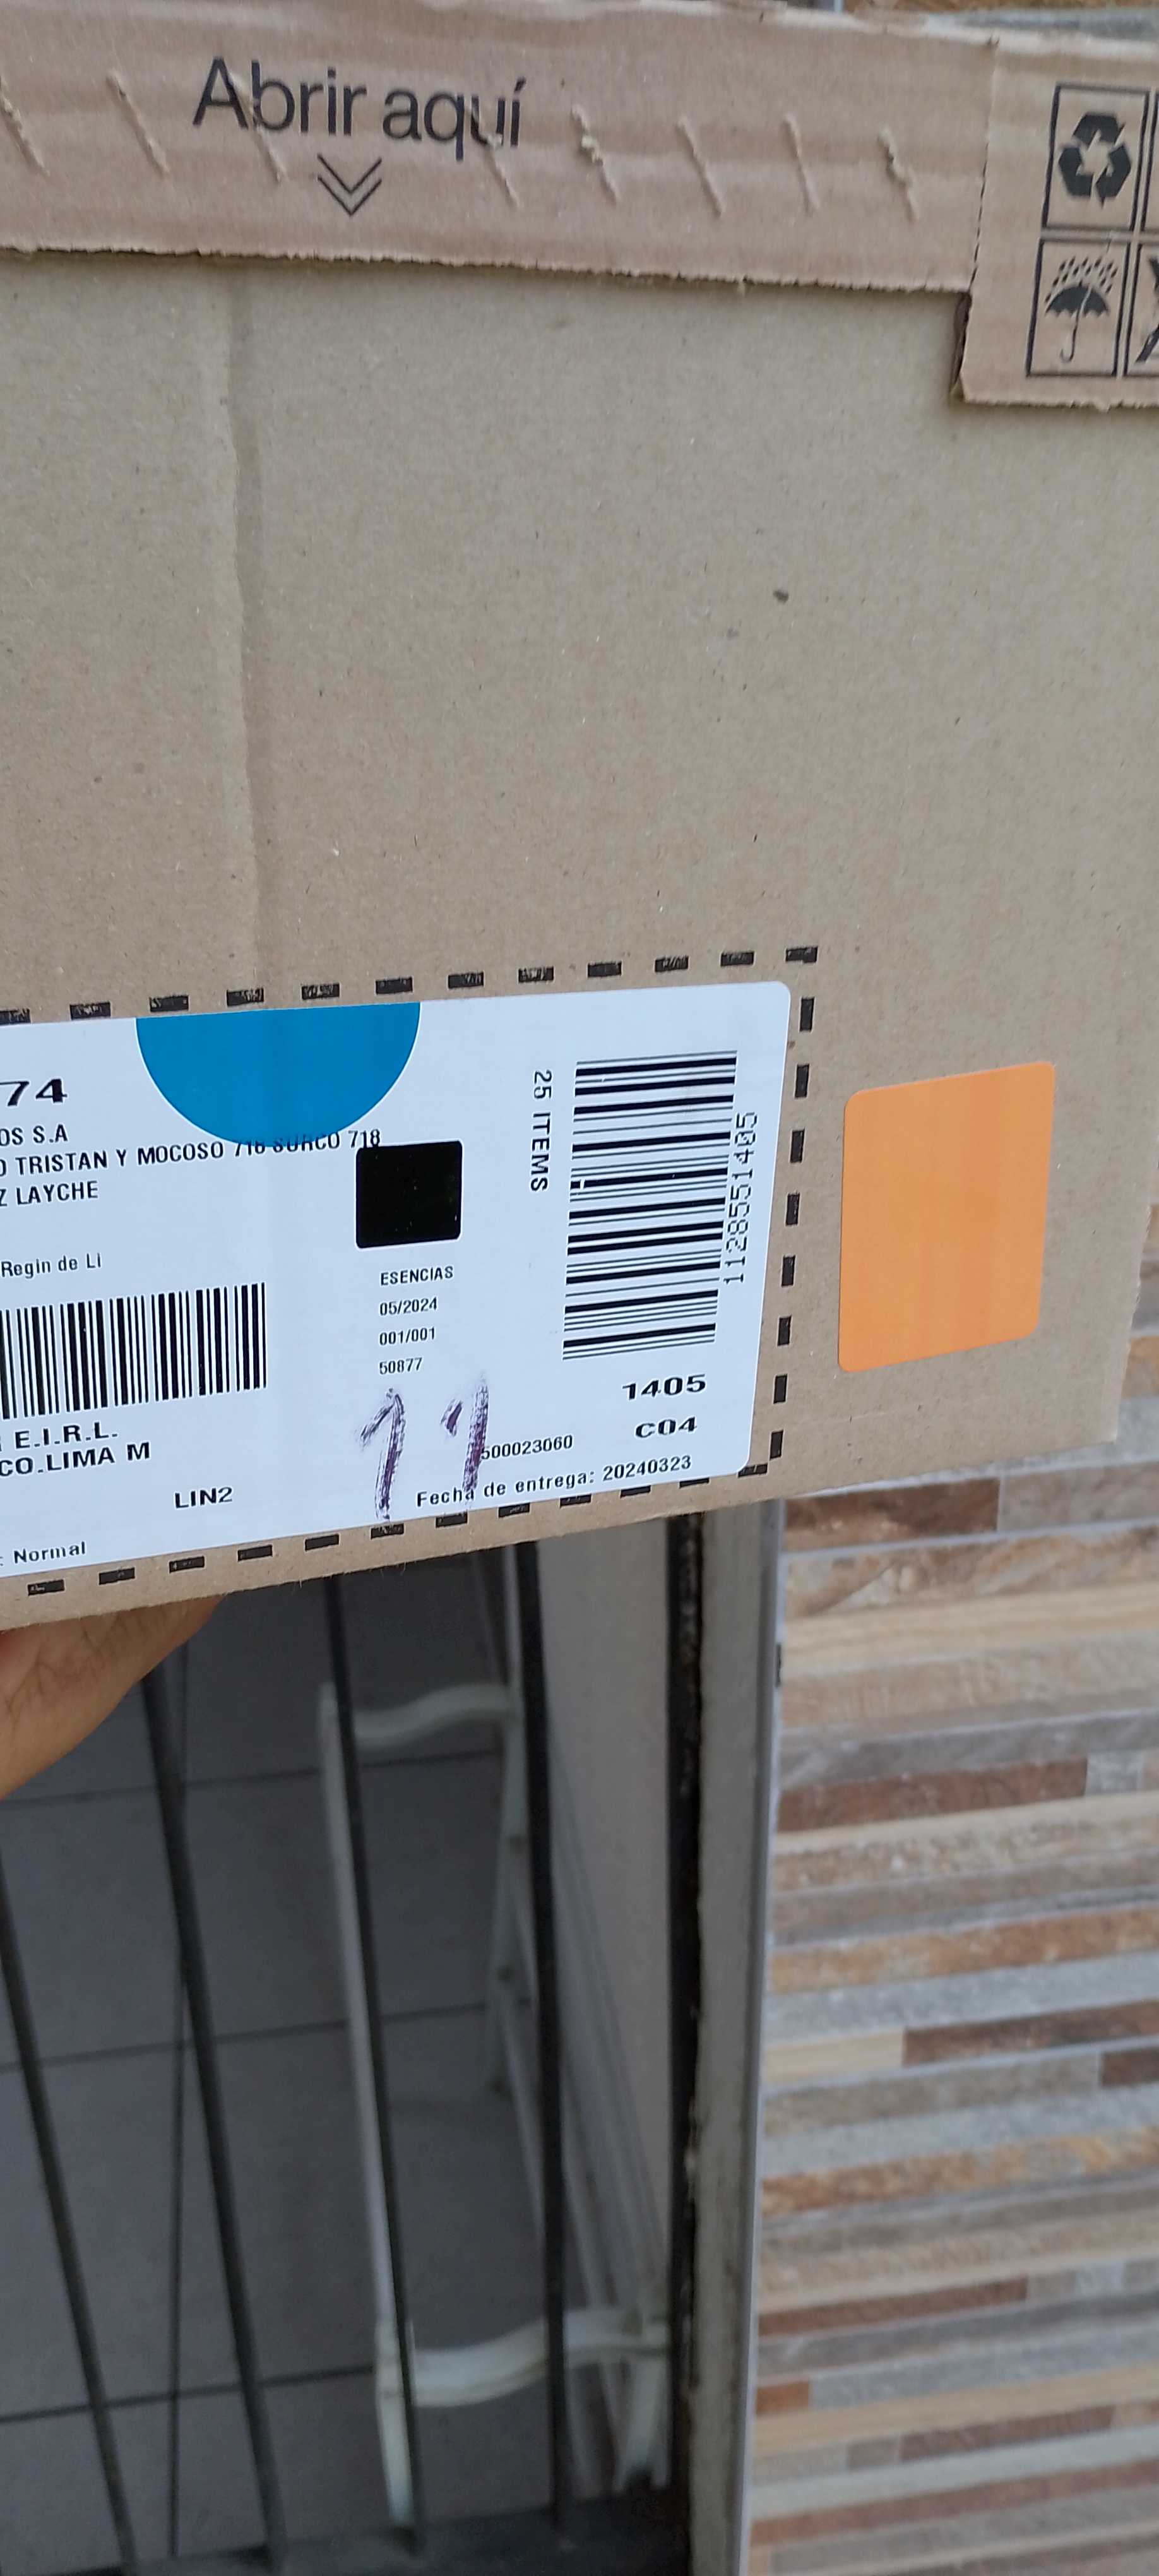 Abrir aquí
74
OS S.A
TRISTAN Y MOCOSO 718 SURCO 718
Z LAYCHE
Regin de Li
E.I.R.L.
CO.LIMA M
LIN2
: Normal
ESENCIAS
05/2024
001/001
50877
11
25 ITEMS
11285551405
1405
C04
500023060
Fecha de entrega: 20240323